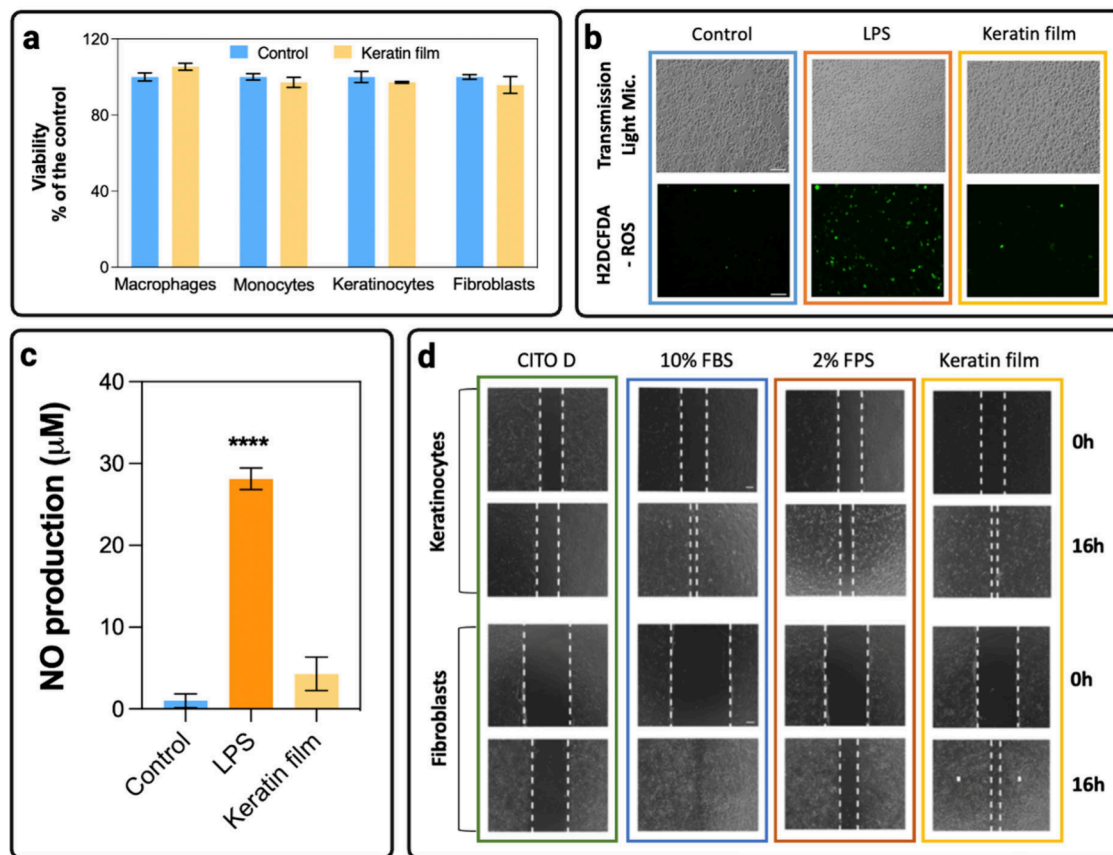 a
120
80
40
0
Viability
% of the control
Control
Keratin film
Macrophages
Monocytes
Keratinocytes
Fibroblasts
b
Control
LPS
Keratin film
Transmission
Light Mic.
H2DCFDA
- ROS
c
40
30
20
10
0
NO production (μM)
****
Control
LPS
Keratin film
d
CITO D
10% FBS
2% FPS
Keratin film
Keratinocytes
0h
16h
Fibroblasts
0h
16h